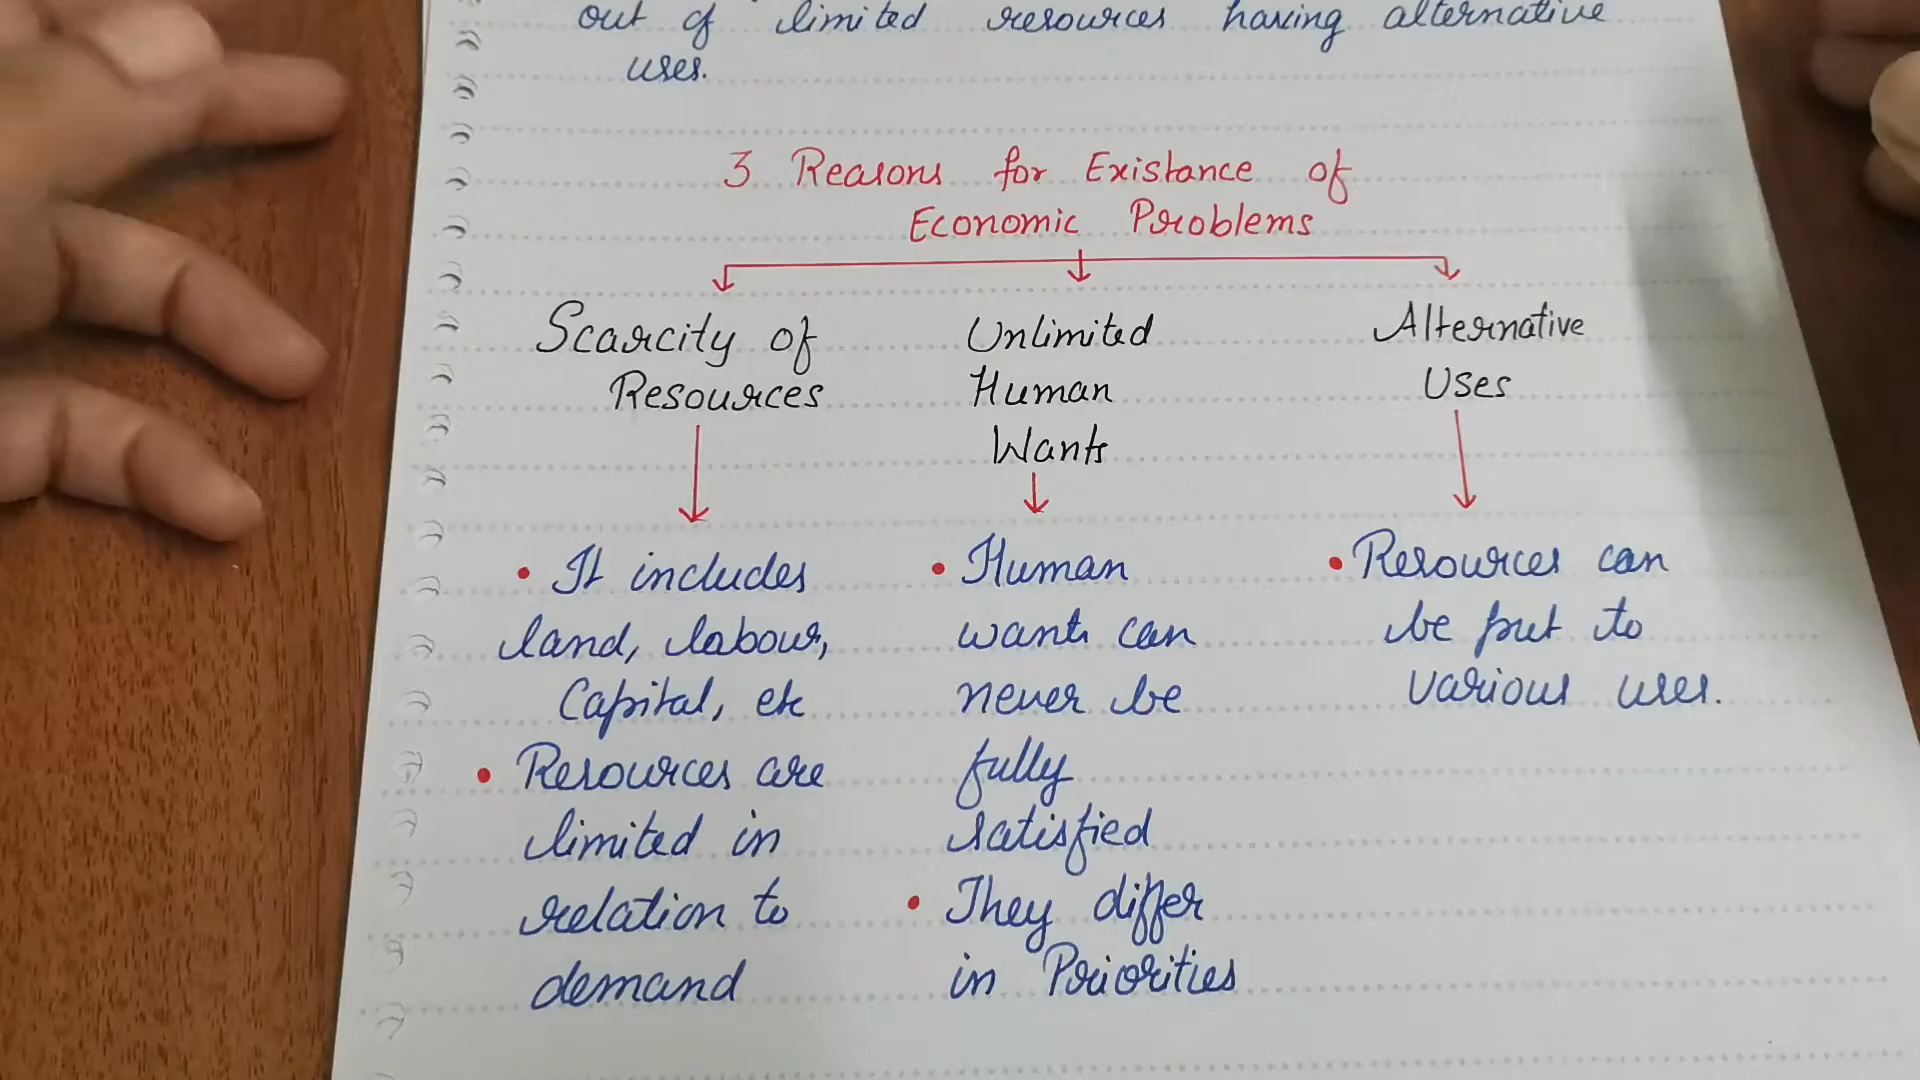 out of limited resources having alternative
uses.
3 Reasons for Existance of
Economic Problems
Scarcity of
Resources
Unlimited
Human
Wants
Alternative
Uses
• It includes
land, labour,
Capital, etc
• Resources are
limited in
relation to
demand
• Human
wants can
never be
fully
satisfied
• They differ
in Priorities
• Resources can
be put to
various uses.